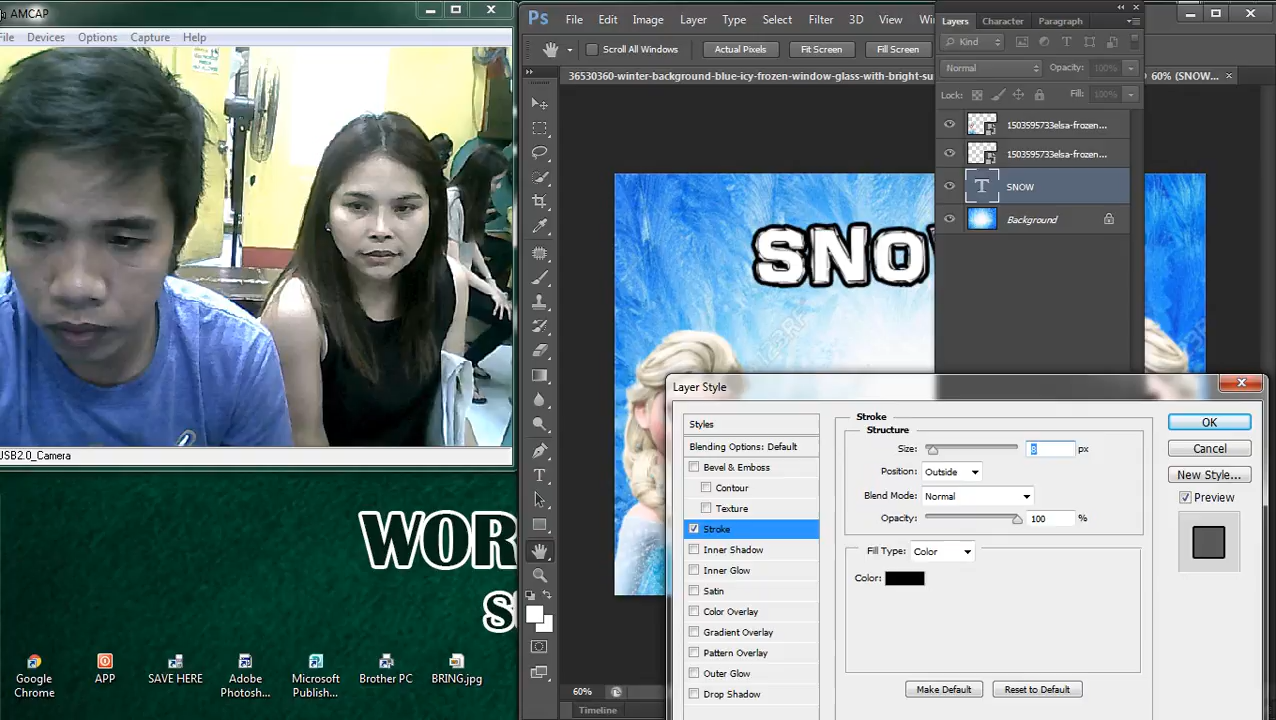 AMCAP
File Devices Options Capture Help
USB2.0_Camera
WOR
Google Chrome
APP
SAVE HERE
Adobe Photosh...
Microsoft Publish...
Brother PC
BRING.jpg
Ps File Edit Image Layer Type Select Filter 3D View
Scroll All Windows Actual Pixels Fit Screen Fill Screen
36530360-winter-background-blue-icy-frozen-window-glass-with-bright-su
60% (SNOW...
Layers Character Paragraph
Kind
Normal Opacity: 100%
Lock: Fill: 100%
1503595733elsa-frozen...
1503595733elsa-frozen...
T SNOW
Background
SNOW
123RF
60%
Timeline
Layer Style
Styles
Blending Options: Default
Bevel & Emboss
Contour
Texture
Stroke
Inner Shadow
Inner Glow
Satin
Color Overlay
Gradient Overlay
Pattern Overlay
Outer Glow
Drop Shadow
Stroke
Structure
Size: 8 px
Position: Outside
Blend Mode: Normal
Opacity: 100 %
Fill Type: Color
Color:
Make Default Reset to Default
OK
Cancel
New Style...
Preview